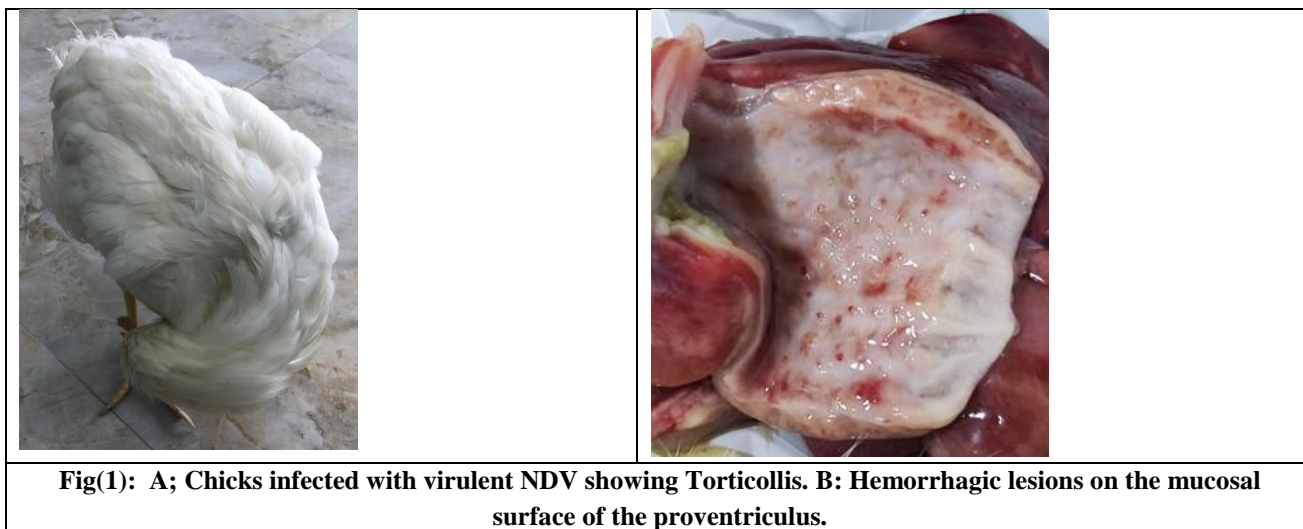 Fig(1): A; Chicks infected with virulent NDV showing Torticollis. B: Hemorrhagic lesions on the mucosal
surface of the proventriculus.